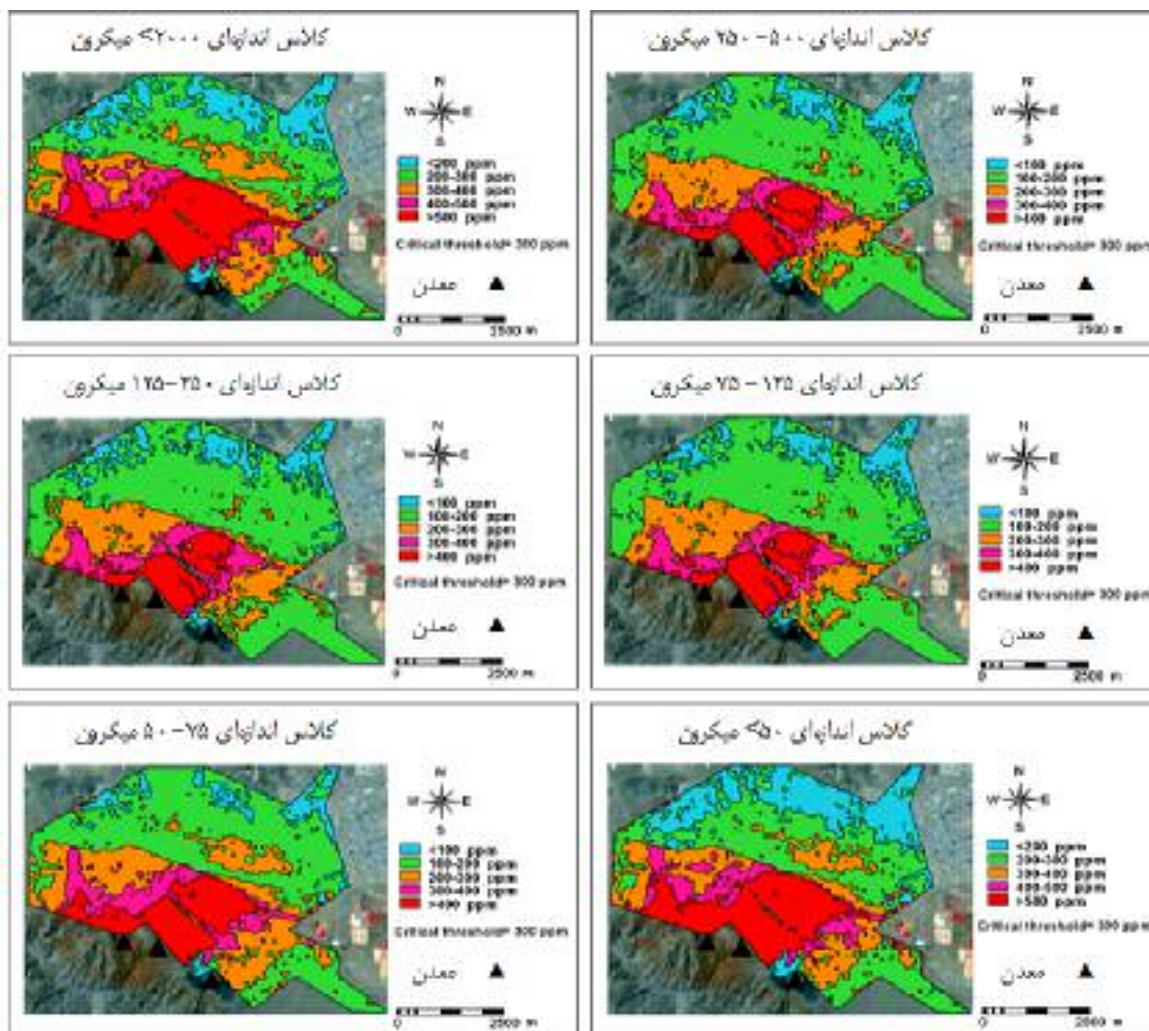 کلاس اندازه‌ای <۲۰۰۰ میکرون
N
W E
S
<200 ppm
200-300 ppm
300-400 ppm
400-500 ppm
>500 ppm
Critical threshold= 300 ppm
معدن
0 2500 m
کلاس اندازه‌ای ۵۰۰-۲۵۰ میکرون
N
W E
S
<100 ppm
100-200 ppm
200-300 ppm
300-400 ppm
>400 ppm
Critical threshold= 300 ppm
معدن
0 2500 m
کلاس اندازه‌ای ۲۵۰-۱۲۵ میکرون
N
W E
S
<100 ppm
100-200 ppm
200-300 ppm
300-400 ppm
>400 ppm
Critical threshold= 300 ppm
معدن
0 2500 m
کلاس اندازه‌ای ۱۲۵-۷۵ میکرون
N
W E
S
<100 ppm
100-200 ppm
200-300 ppm
300-400 ppm
>400 ppm
Critical threshold= 300 ppm
معدن
0 2500 m
کلاس اندازه‌ای ۷۵-۵۰ میکرون
N
W E
S
<100 ppm
100-200 ppm
200-300 ppm
300-400 ppm
>400 ppm
Critical threshold= 300 ppm
معدن
0 2500 m
کلاس اندازه‌ای <۵۰ میکرون
N
W E
S
<200 ppm
200-300 ppm
300-400 ppm
400-500 ppm
>500 ppm
Critical threshold= 300 ppm
معدن
0